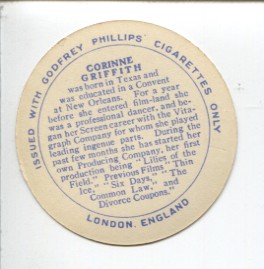 ISSUED WITH GODFREY PHILLIPS' CIGARETTES ONLY
CORINNE
GRIFFITH
was born in Texas and
was educated in a Convent
at New Orleans. For a year
before she entered film-land she
was a professional dancer, and be-
gan her Screen career with the Vita-
graph Company for whom she played
leading ingenue parts. During the
past few months she has started her
own Producing Company, her first
production being "Lilies of the
Field." Previous Films "Thin
Ice," "Six Days," "The
Common Law," and
Divorce Coupons."
LONDON, ENGLAND